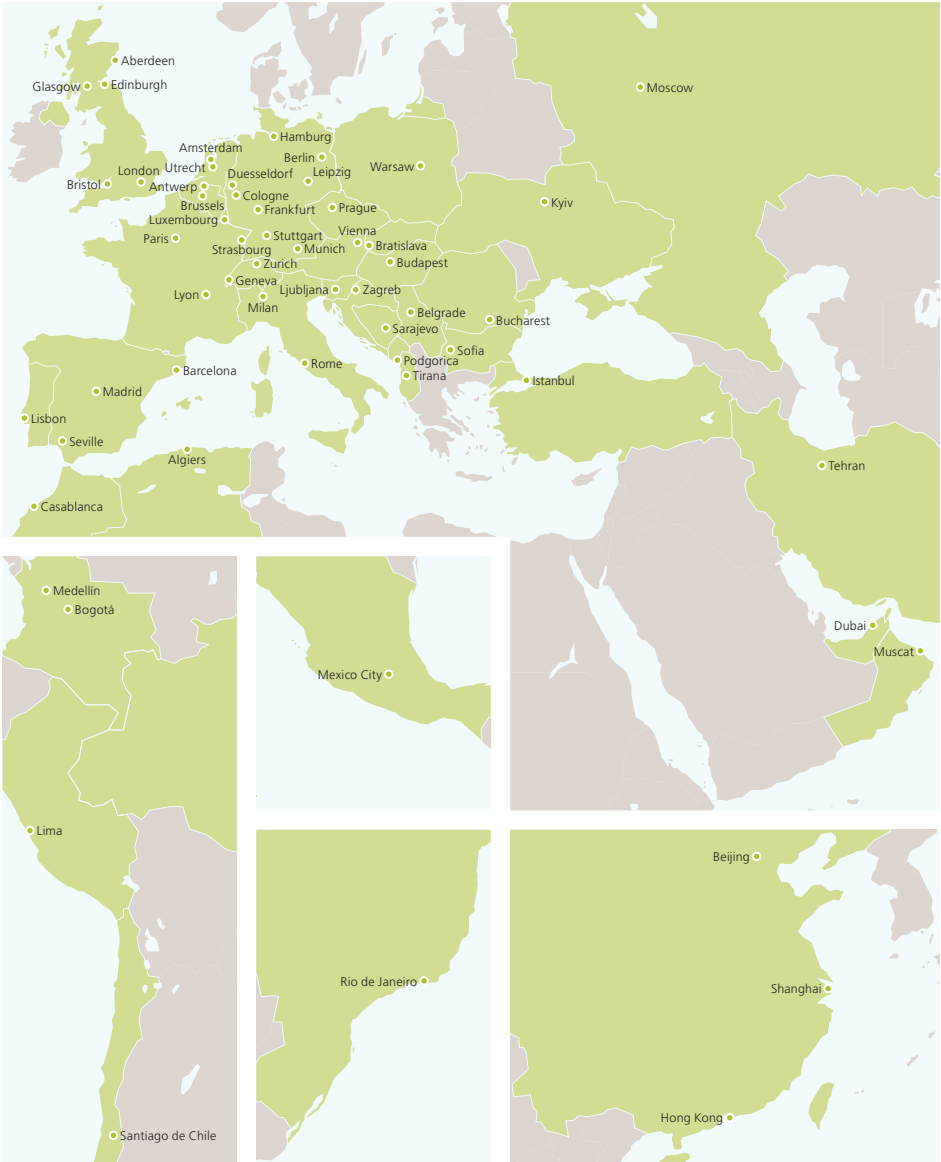 Aberdeen
Glasgow
Edinburgh
Moscow
Hamburg
Amsterdam
Berlin
Utrecht
Duesseldorf
Leipzig
Warsaw
London
Bristol
Antwerp
Cologne
Kyiv
Brussels
Frankfurt
Prague
Luxembourg
Vienna
Paris
Stuttgart
Strasbourg
Munich
Bratislava
Zurich
Budapest
Geneva
Lyon
Ljubljana
Zagreb
Milan
Belgrade
Bucharest
Sarajevo
Sofia
Rome
Podgorica
Barcelona
Tirana
Istanbul
Madrid
Lisbon
Seville
Algiers
Tehran
Casablanca
Medellín
Bogotá
Mexico City
Dubai
Muscat
Lima
Beijing
Rio de Janeiro
Shanghai
Hong Kong
Santiago de Chile